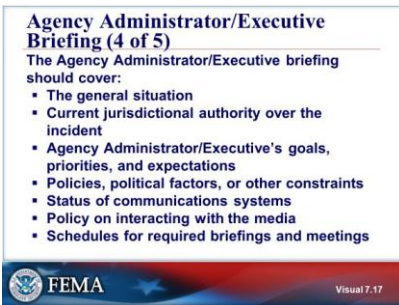 Agency Administrator/Executive
Briefing (4 of 5)
The Agency Administrator/Executive briefing
should cover:
▪ The general situation
▪ Current jurisdictional authority over the
incident
▪ Agency Administrator/Executive's goals,
priorities, and expectations
▪ Policies, political factors, or other constraints
▪ Status of communications systems
▪ Policy on interacting with the media
▪ Schedules for required briefings and meetings
FEMA
Visual 7.17